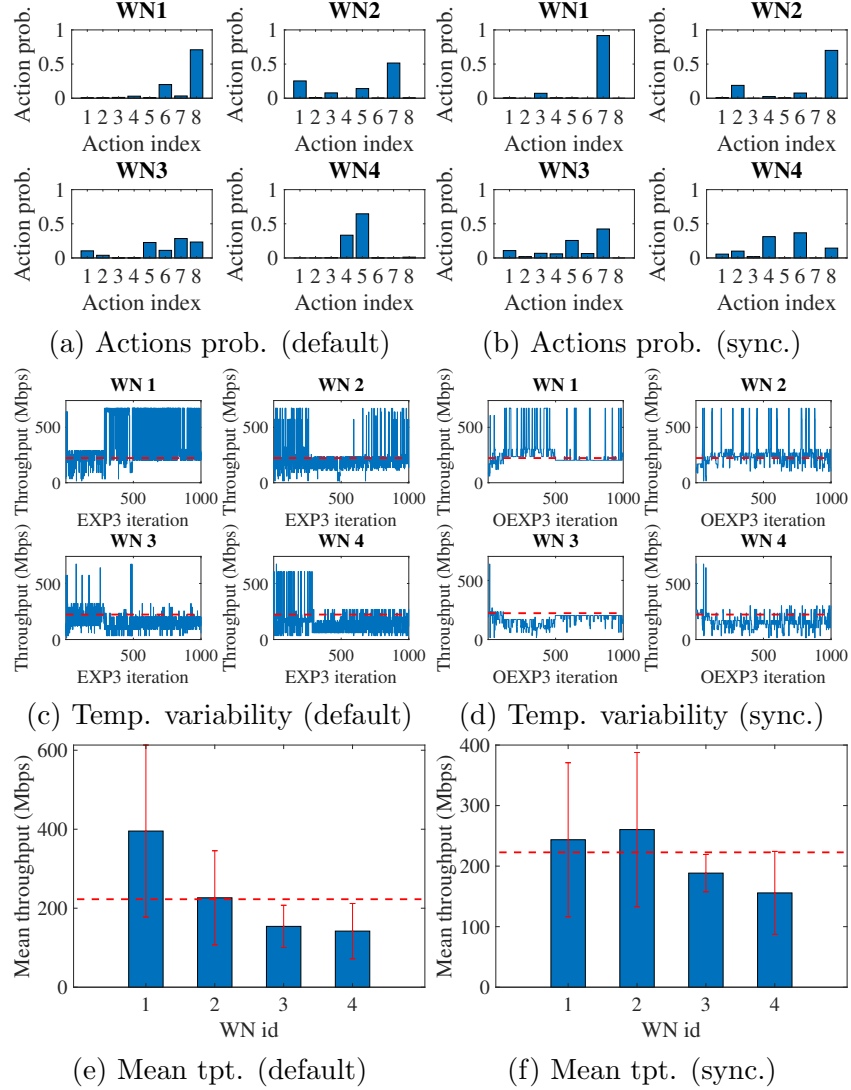 WN1
WN2
WN1
WN2
Action prob.
1
0.5
0
1 2 3 4 5 6 7 8
Action index
Action prob.
1
0.5
0
1 2 3 4 5 6 7 8
Action index
Action prob.
1
0.5
0
1 2 3 4 5 6 7 8
Action index
Action prob.
1
0.5
0
1 2 3 4 5 6 7 8
Action index
WN3
WN4
WN3
WN4
Action prob.
1
0.5
0
1 2 3 4 5 6 7 8
Action index
Action prob.
1
0.5
0
1 2 3 4 5 6 7 8
Action index
Action prob.
1
0.5
0
1 2 3 4 5 6 7 8
Action index
Action prob.
1
0.5
0
1 2 3 4 5 6 7 8
Action index
(a) Actions prob. (default)
(b) Actions prob. (sync.)
WN 1
WN 2
WN 1
WN 2
Throughput (Mbps)
500
0
500 1000
EXP3 iteration
Throughput (Mbps)
500
0
500 1000
EXP3 iteration
Throughput (Mbps)
500
0
500 1000
OEXP3 iteration
Throughput (Mbps)
500
0
500 1000
OEXP3 iteration
WN 3
WN 4
WN 3
WN 4
Throughput (Mbps)
500
0
500 1000
EXP3 iteration
Throughput (Mbps)
500
0
500 1000
EXP3 iteration
Throughput (Mbps)
500
0
500 1000
OEXP3 iteration
Throughput (Mbps)
500
0
500 1000
OEXP3 iteration
(c) Temp. variability (default)
(d) Temp. variability (sync.)
Mean throughput (Mbps)
600
400
200
0
1 2 3 4
WN id
Mean throughput (Mbps)
400
300
200
100
0
1 2 3 4
WN id
(e) Mean tpt. (default)
(f) Mean tpt. (sync.)